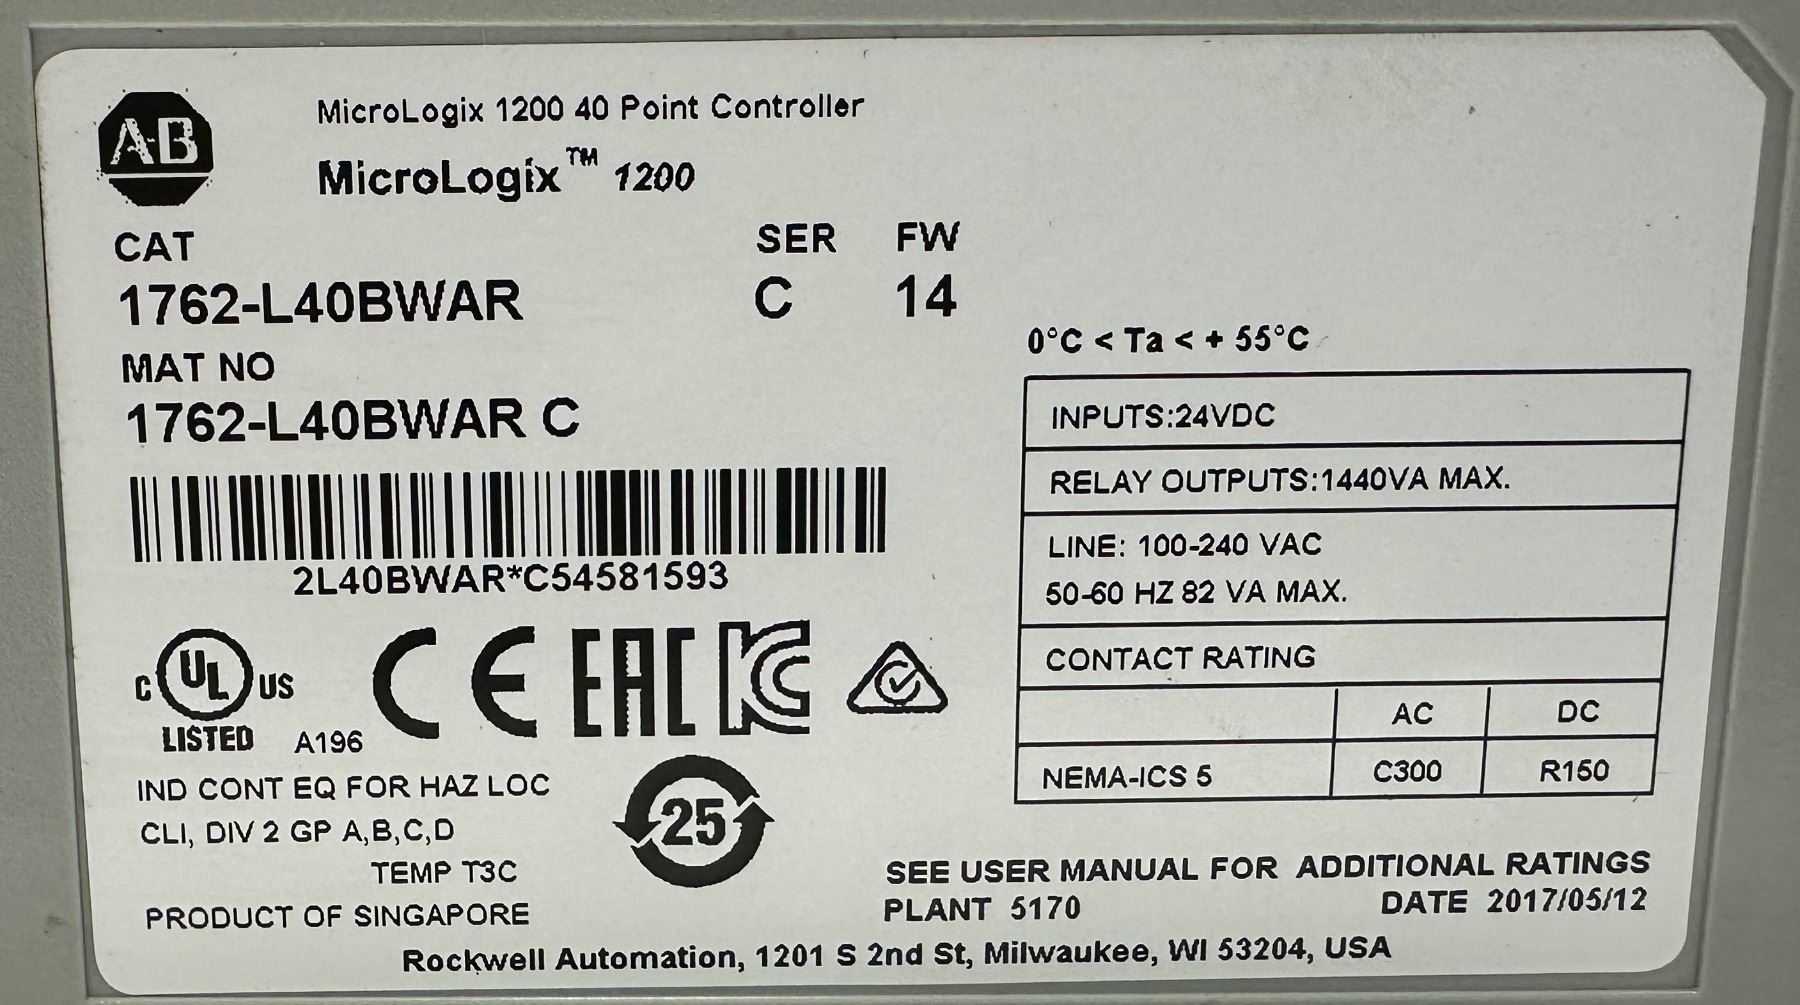 AB
MicroLogix 1200 40 Point Controller
MicroLogix™ 1200
CAT
SER FW
1762-L40BWAR
C 14
MAT NO
1762-L40BWAR C
2L40BWAR*C54581593
C UL US
LISTED A196
CE EAC KC
IND CONT EQ FOR HAZ LOC
CLI, DIV 2 GP A,B,C,D
TEMP T3C
PRODUCT OF SINGAPORE
25
0°C < Ta < + 55°C
INPUTS:24VDC
RELAY OUTPUTS:1440VA MAX.
LINE: 100-240 VAC
50-60 HZ 82 VA MAX.
CONTACT RATING
AC DC
NEMA-ICS 5 C300 R150
SEE USER MANUAL FOR ADDITIONAL RATINGS
PLANT 5170 DATE 2017/05/12
Rockwell Automation, 1201 S 2nd St, Milwaukee, WI 53204, USA